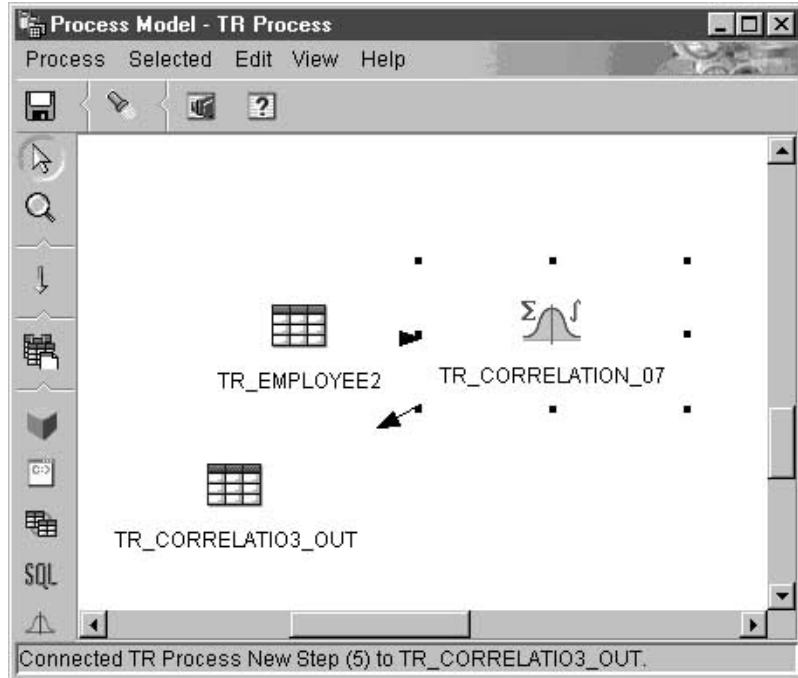 Process Model - TR Process
Process Selected Edit View Help
?
TR_EMPLOYEE2
TR_CORRELATION_07
TR_CORRELATIO3_OUT
C:>
SQL
Connected TR Process New Step (5) to TR_CORRELATIO3_OUT.